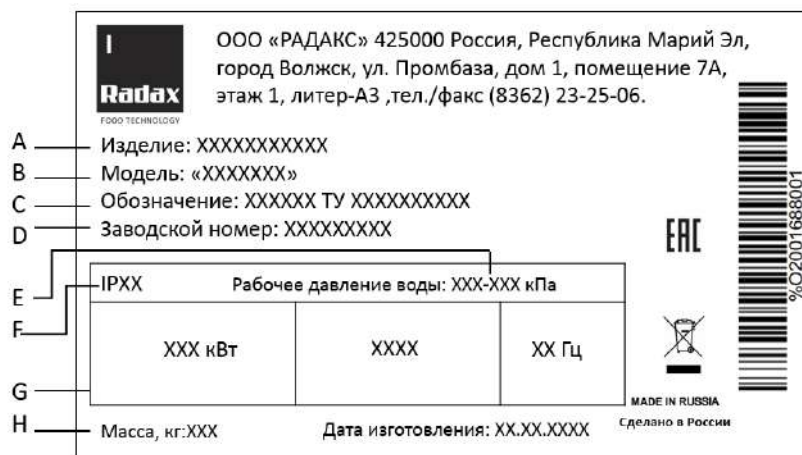 I
Radax
FOOD TECHNOLOGY
ООО «РАДАКС» 425000 Россия, Республика Марий Эл,
город Волжск, ул. Промбаза, дом 1, помещение 7А,
этаж 1, литер-А3 ,тел./факс (8362) 23-25-06.
A Изделие: XXXXXXXXXXX
B Модель: «XXXXXXX»
C Обозначение: XXXXXX ТУ XXXXXXXXXX
D Заводской номер: XXXXXXXXX
E
F
IPXX Рабочее давление воды: XXX-XXX кПа
XXX кВт XXXX XX Гц
G
H Масса, кг:XXX Дата изготовления: XX.XX.XXXX
EAC
MADE IN RUSSIA
Сделано в России
%O2001688001